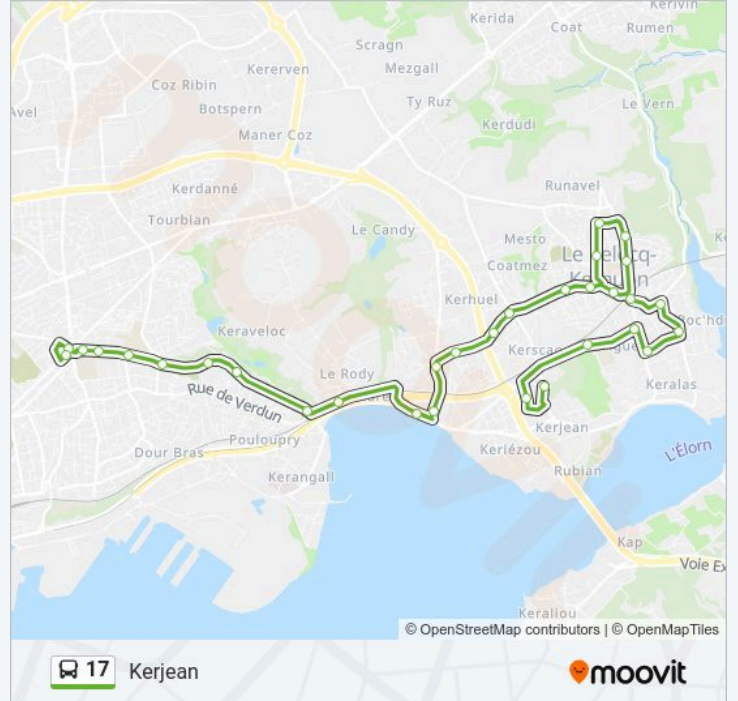 Kerida
Kerivin
Coat
Rumen
Scragn
Kererven
Mezgall
Coz Ribin
Avel
Botspern
Ty Ruz
Le Vern
Kerdudi
Maner Coz
Kerdanné
Runavel
Tourbian
Le Candy
Mesto
Coatmez
Kerhuel
Keraveloc
Le Rody
Keralas
Rue de Verdun
Pouloupry
Kerjean
Dour Bras
Kerlézou
L'Élorn
Rubian
Kerangall
Kap
Voie Ex
Keraliou
© OpenStreetMap contributors | © OpenMapTiles
17 Kerjean
moovit